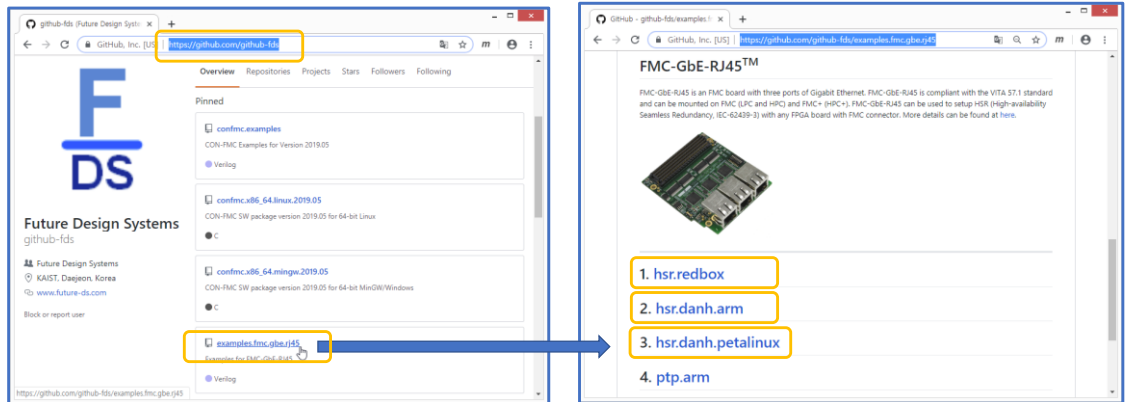 github-fds (Future Design Syste
GitHub, Inc. [US]
https://github.com/github-fds
F
DS
Future Design Systems
github-fds
Future Design Systems
KAIST, Daejeon, Korea
www.future-ds.com
Block or report user
Overview Repositories Projects Stars Followers Following
Pinned
confmc.examples
CON-FMC Examples for Version 2019.05
Verilog
confmc.x86_64.linux.2019.05
CON-FMC SW package version 2019.05 for 64-bit Linux
C
confmc.x86_64.mingw.2019.05
CON-FMC SW package version 2019.05 for 64-bit MinGW/Windows
C
examples.fmc.gbe.rj45
Examples for FMC-GbE-RJ45
Verilog
https://github.com/github-fds/examples.fmc.gbe.rj45
GitHub - github-fds/examples.f
GitHub, Inc. [US] https://github.com/github-fds/examples.fmc.gbe.rj45
FMC-GbE-RJ45TM
FMC-GbE-RJ45 is an FMC board with three ports of Gigabit Ethernet. FMC-GbE-RJ45 is compliant with the VITA 57.1 standard
and can be mounted on FMC (LPC and HPC) and FMC+ (HPC+). FMC-GbE-RJ45 can be used to setup HSR (High-availability
Seamless Redundancy, IEC-62439-3) with any FPGA board with FMC connector. More details can be found at here.
1. hsr.redbox
2. hsr.danh.arm
3. hsr.danh.petalinux
4. ptp.arm